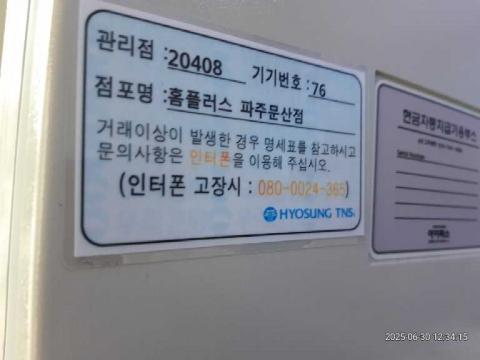 관리점 :20408 기기번호 :76
점포명 :홈플러스 파주문산점
거래이상이 발생한 경우 명세표를 참고하시고
문의사항은 인터폰을 이용해 주십시오.
(인터폰 고장시 : 080-0024-365)
HYOSUNG TNS
현금자동지급기용부스
2025-06-30 12:34:15